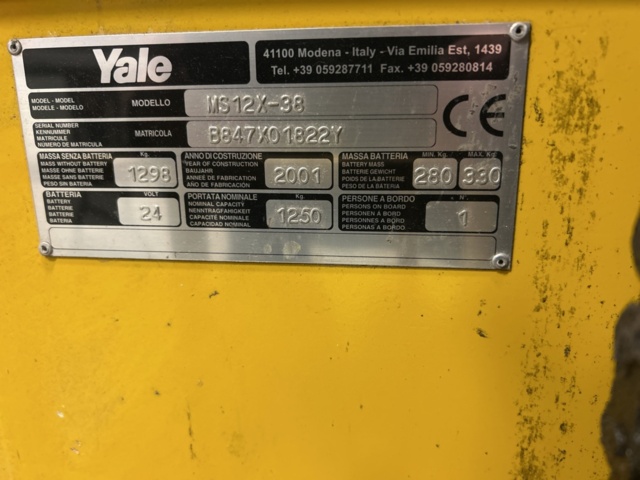 Yale
41100 Modena - Italy - Via Emilia Est, 1439
Tel. +39 059287711 Fax. +39 059280814
MODEL - MODEL
MODELE - MODELO
MODELLO
MS12X-38
SERIAL NUMBER
KENNUMMER
MATRICULE
NUMERO DE MATRICULA
MATRICOLA
B847X01822Y
CE
MASSA SENZA BATTERIA
MASS WITHOUT BATTERY
MASSE OHNE BATTERIE
MASSE SANS BATTERIE
PESO SIN BATERIA
Kg.
1298
ANNO DI COSTRUZIONE
YEAR OF CONSTRUCTION
BAUJAHR
ANNEE DE FABRICATION
AÑO DE FABRICACION
2001
MASSA BATTERIA
BATTERY MASS
BATTERIE GEWICHT
POIDS DE LA BATTERIE
PESO DE LA BATERIA
MIN. Kg.
280
MAX. Kg.
330
BATTERIA
BATTERY
BATTERIE
BATTERIE
BATERIA
VOLT
24
PORTATA NOMINALE
NOMINAL CAPACITY
NENNTRAGFAHIGKEIT
CAPACITÉ NOMINALE
CAPACIDAD NOMINAL
Kg.
1250
PERSONE A BORDO
PERSONS ON BOARD
PERSONEN A BORD
PERSONNES A BORD
PERSONAS A BORDO
N°
1